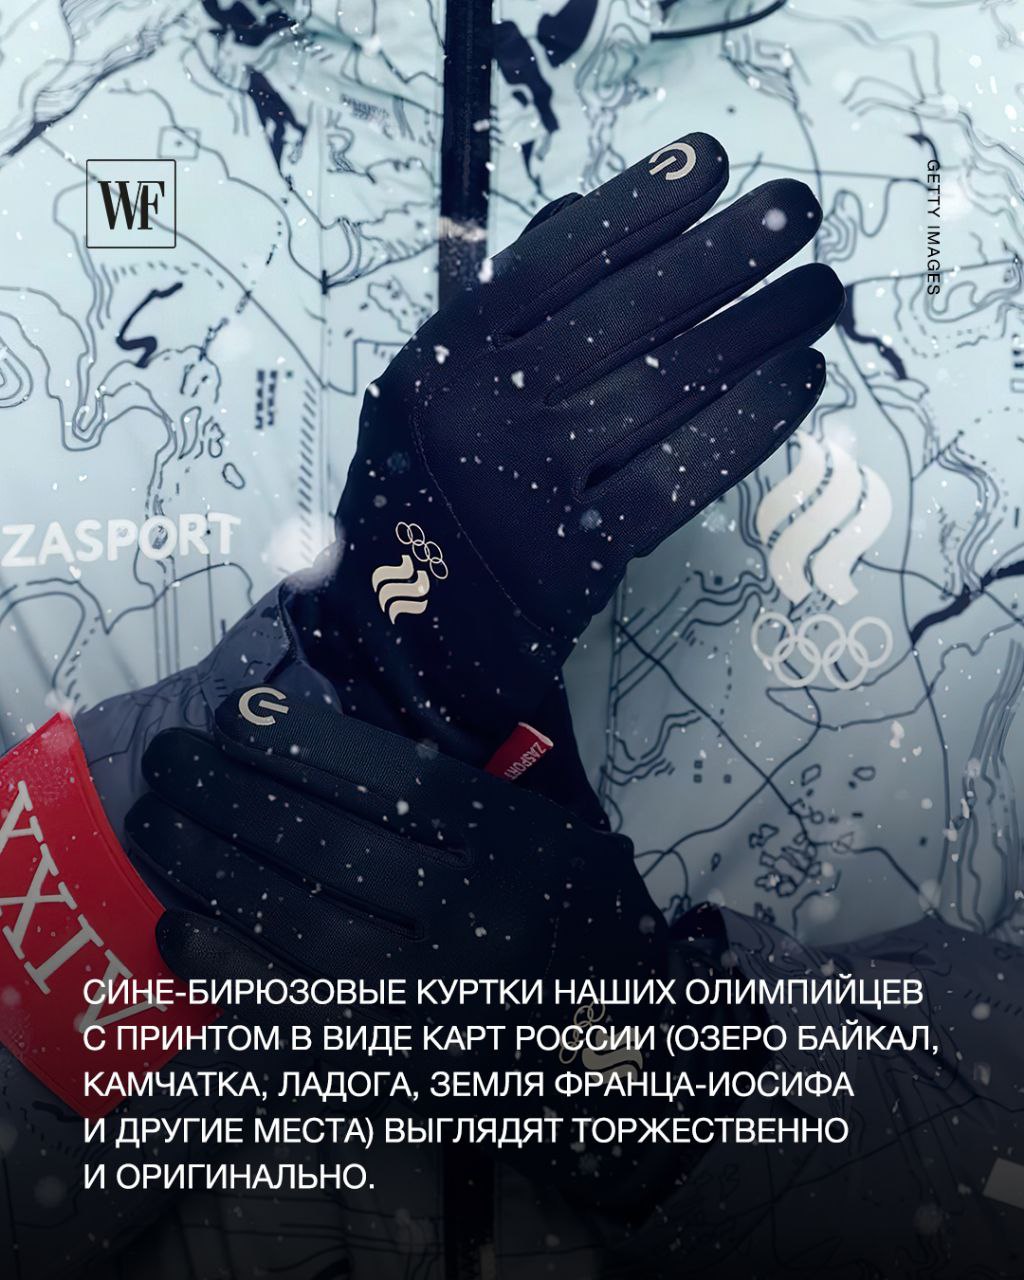 WF
GETTY IMAGES
ZASPORT
ZASPORT
XXIV
СИНЕ-БИРЮЗОВЫЕ КУРТКИ НАШИХ ОЛИМПИЙЦЕВ
С ПРИНТОМ В ВИДЕ КАРТ РОССИИ (ОЗЕРО БАЙКАЛ,
КАМЧАТКА, ЛАДОГА, ЗЕМЛЯ ФРАНЦА-ИОСИФА
И ДРУГИЕ МЕСТА) ВЫГЛЯДЯТ ТОРЖЕСТВЕННО
И ОРИГИНАЛЬНО.